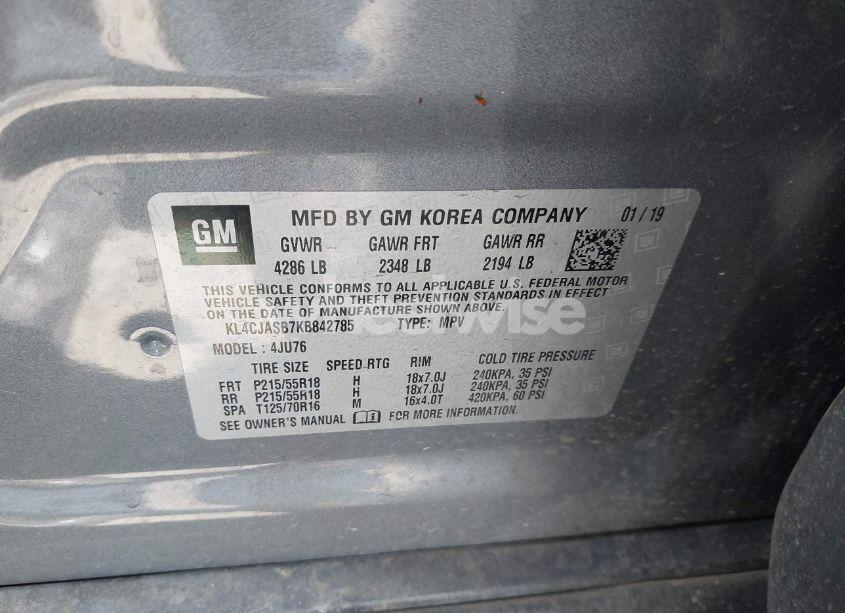 GM MFD BY GM KOREA COMPANY 01 / 19
GVWR GAWR FRT GAWR RR
4286 LB 2348 LB 2194 LB
THIS VEHICLE CONFORMS TO ALL APPLICABLE U.S. FEDERAL MOTOR
VEHICLE SAFETY AND THEFT PREVENTION STANDARDS IN EFFECT
ON THE DATE OF MANUFACTURE SHOWN ABOVE.
KL4CJASB7KB842785 TYPE: MPV
MODEL : 4JU76
TIRE SIZE SPEED RTG RIM COLD TIRE PRESSURE
FRT P215/55R18 H 18x7.0J 240KPA, 35 PSI
RR P215/55R18 H 18x7.0J 240KPA, 35 PSI
SPA T125/70R16 M 16x4.0T 420KPA, 60 PSI
SEE OWNER'S MANUAL FOR MORE INFORMATION.